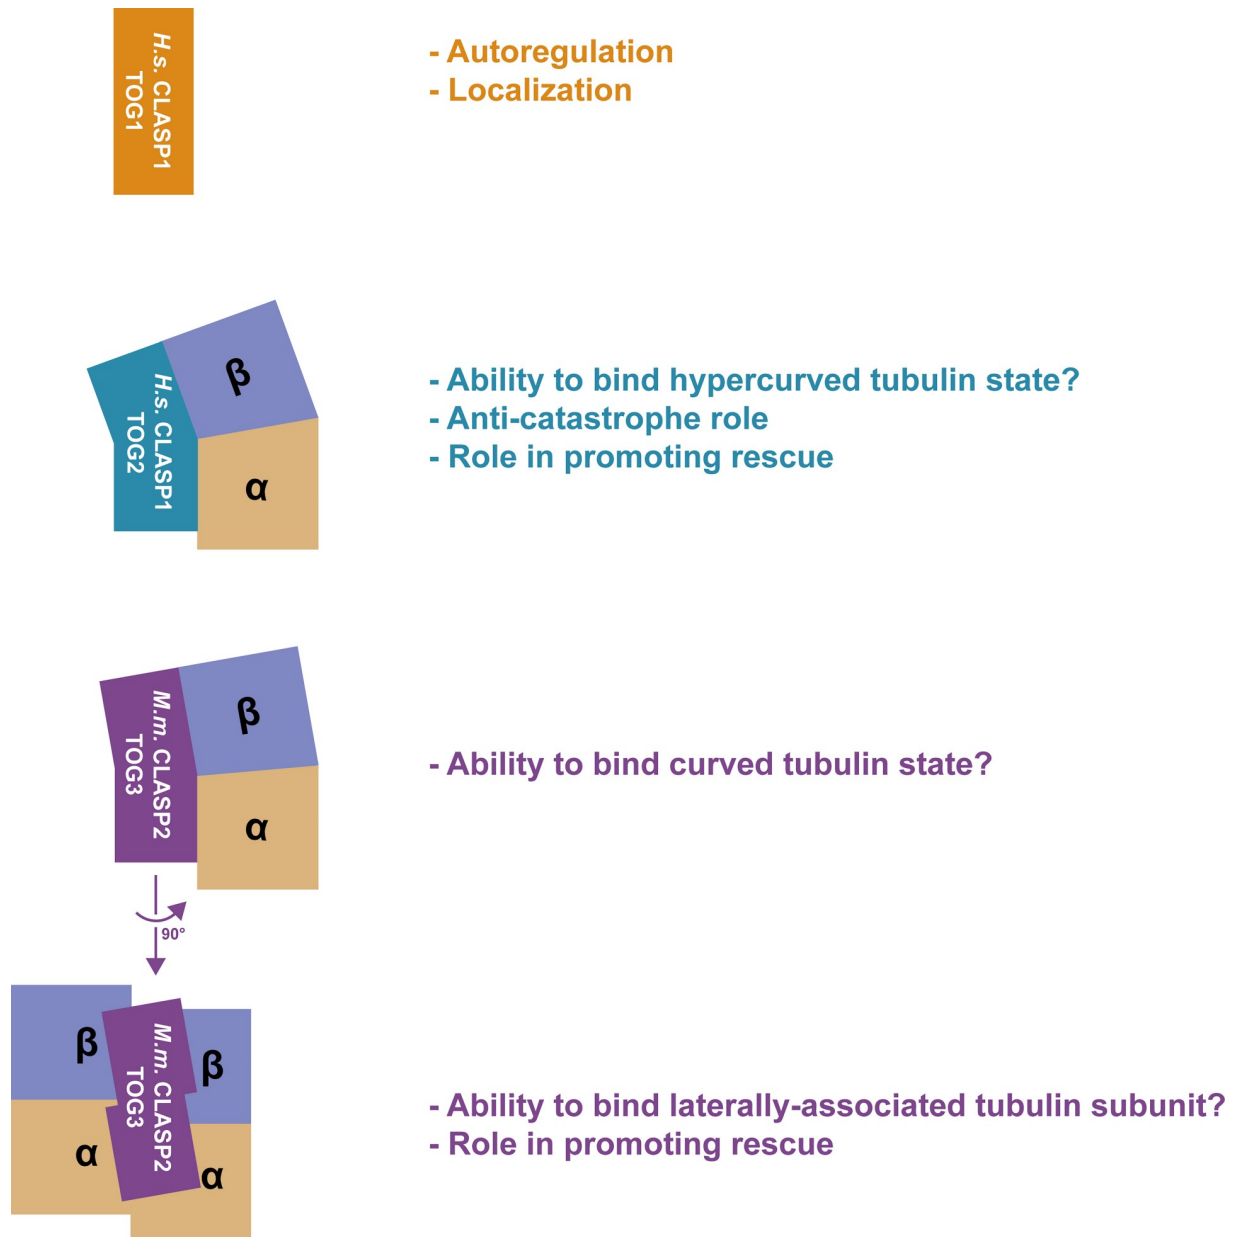 H.s. CLASP1
TOG1
- Autoregulation
- Localization
H.s. CLASP1
TOG2
β
α
- Ability to bind hypercurved tubulin state?
- Anti-catastrophe role
- Role in promoting rescue
M.m. CLASP2
TOG3
β
α
- Ability to bind curved tubulin state?
90°
β
M.m. CLASP2
TOG3
β
α
α
- Ability to bind laterally-associated tubulin subunit?
- Role in promoting rescue